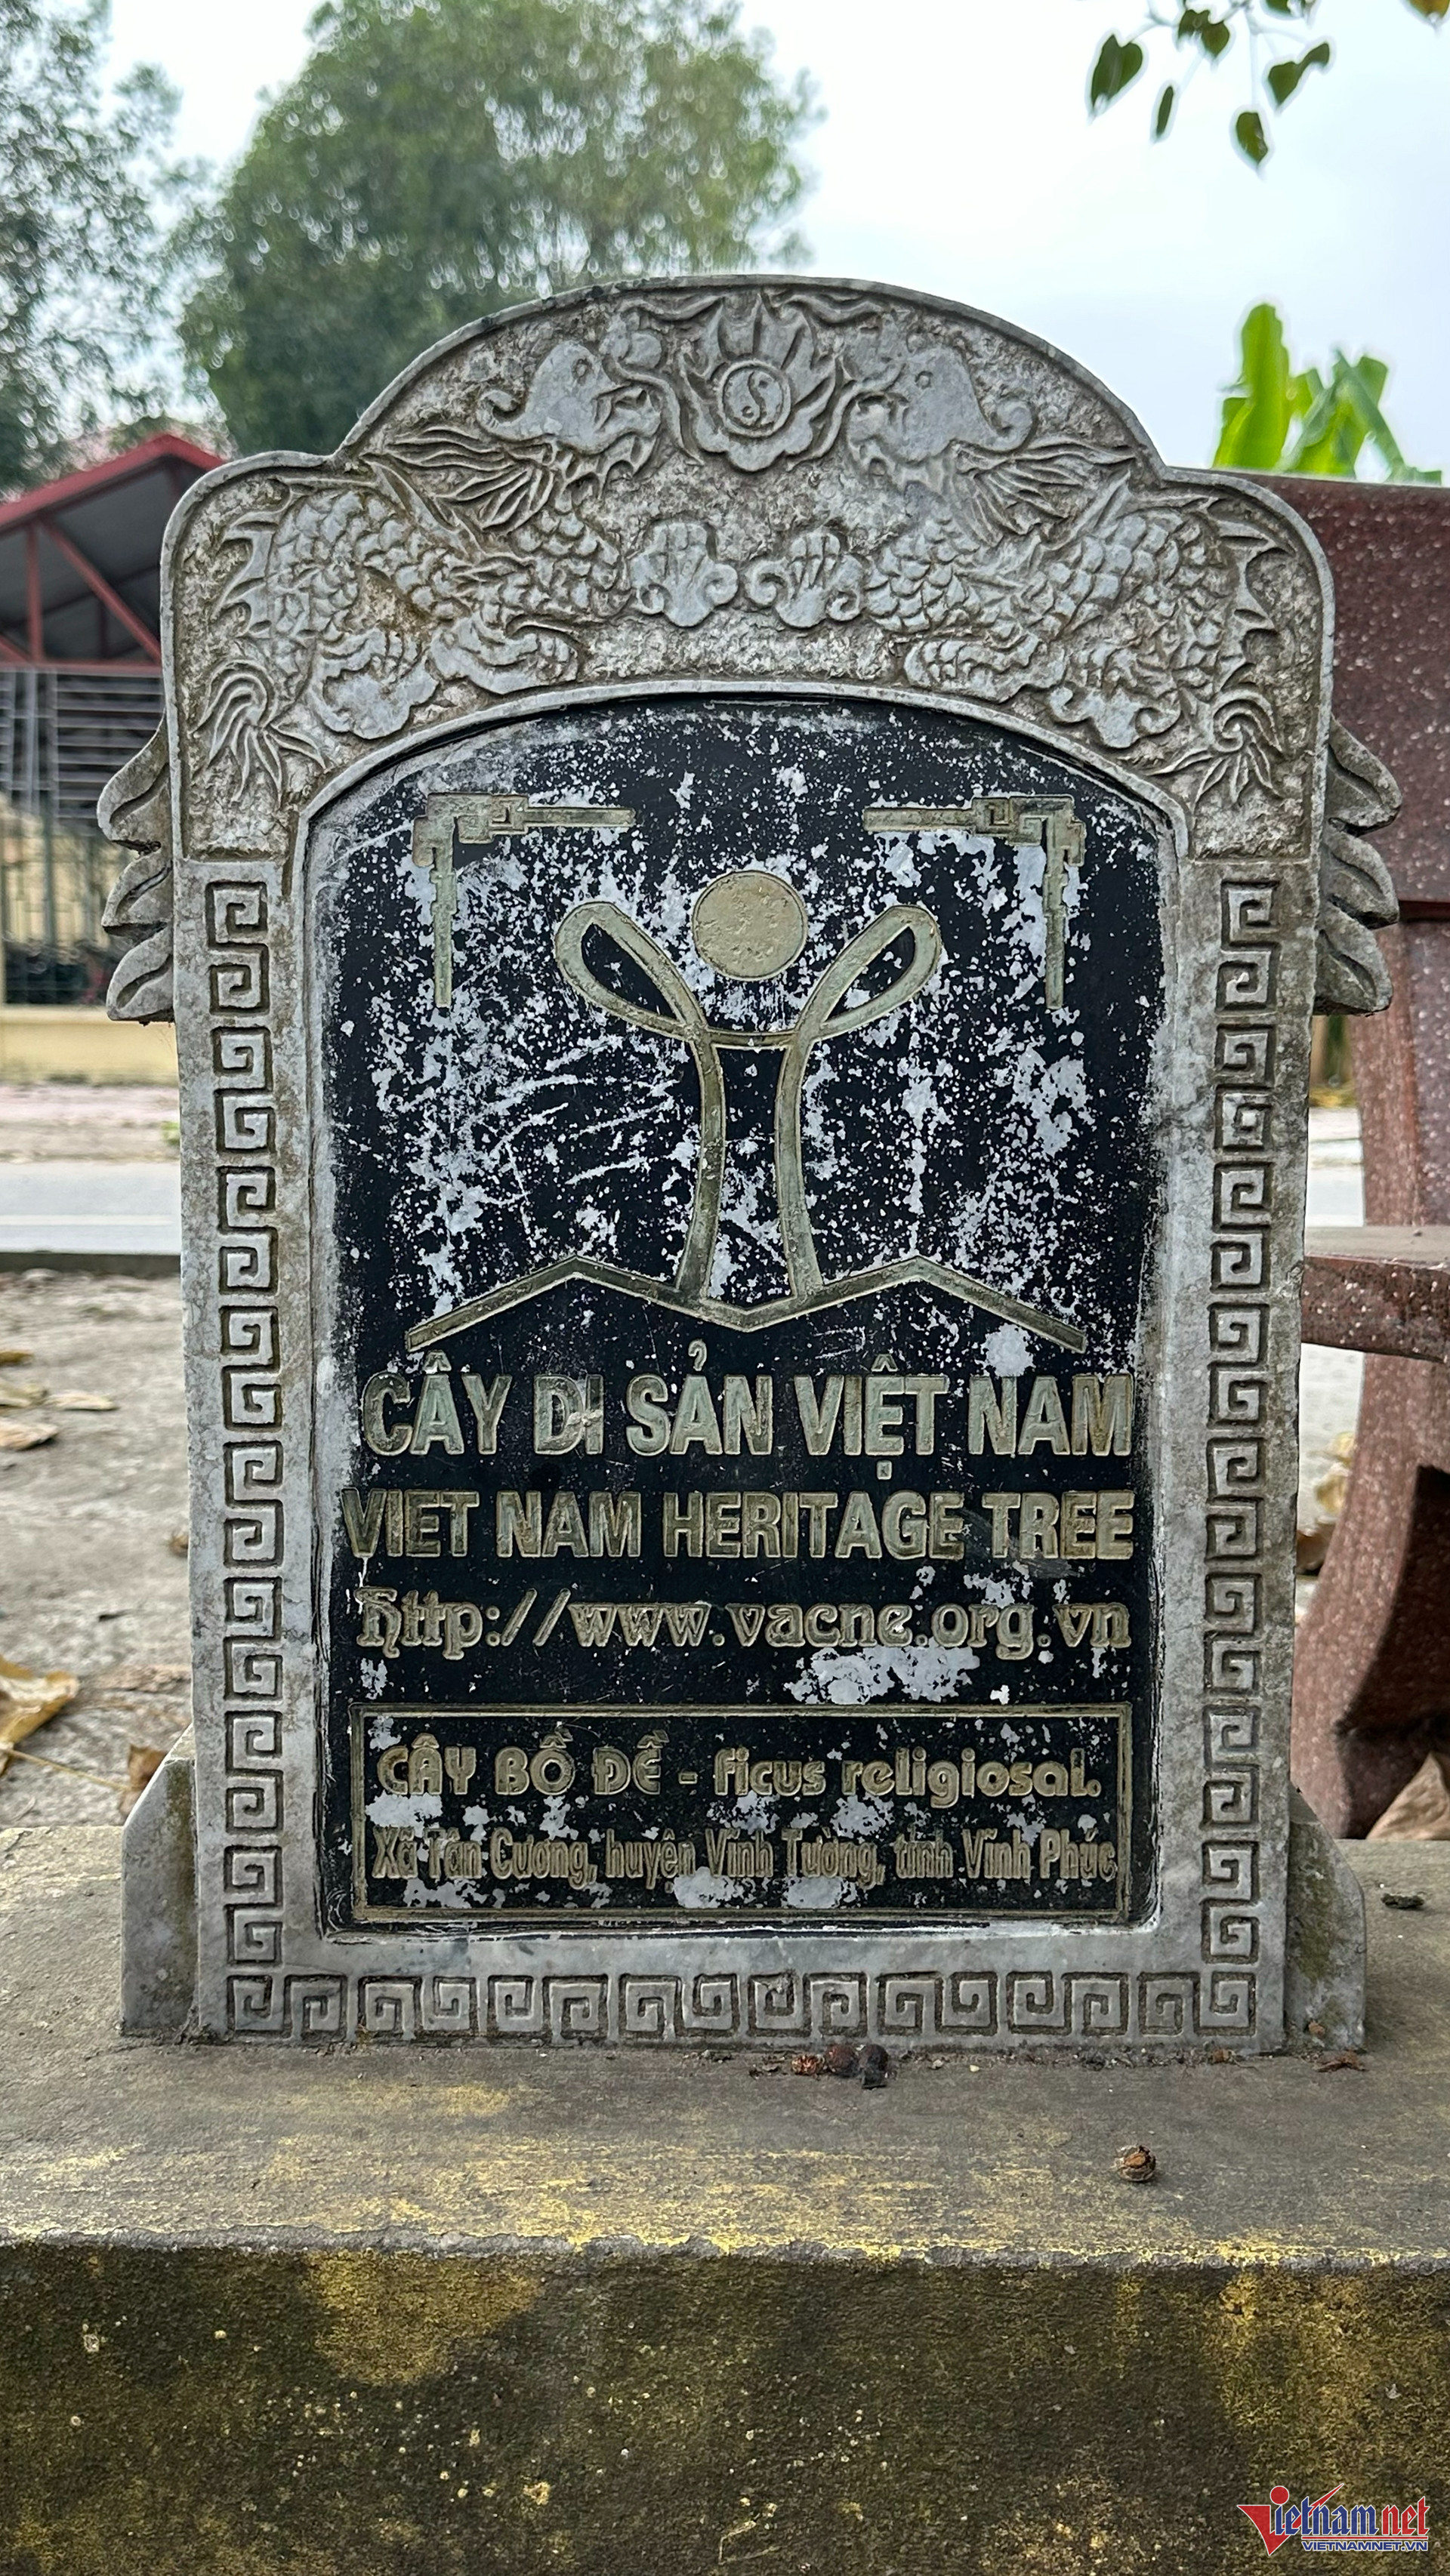 CÂY DI SẢN VIỆT NAM
VIET NAM HERITAGE TREE
http://www.vacne.org.vn
CÂY BỒ ĐỀ - ficus religiosaL.
Xã Tân Cương, huyện Vĩnh Tường, tỉnh Vĩnh Phúc
Vietnamnet
VIETNAMNET.VN